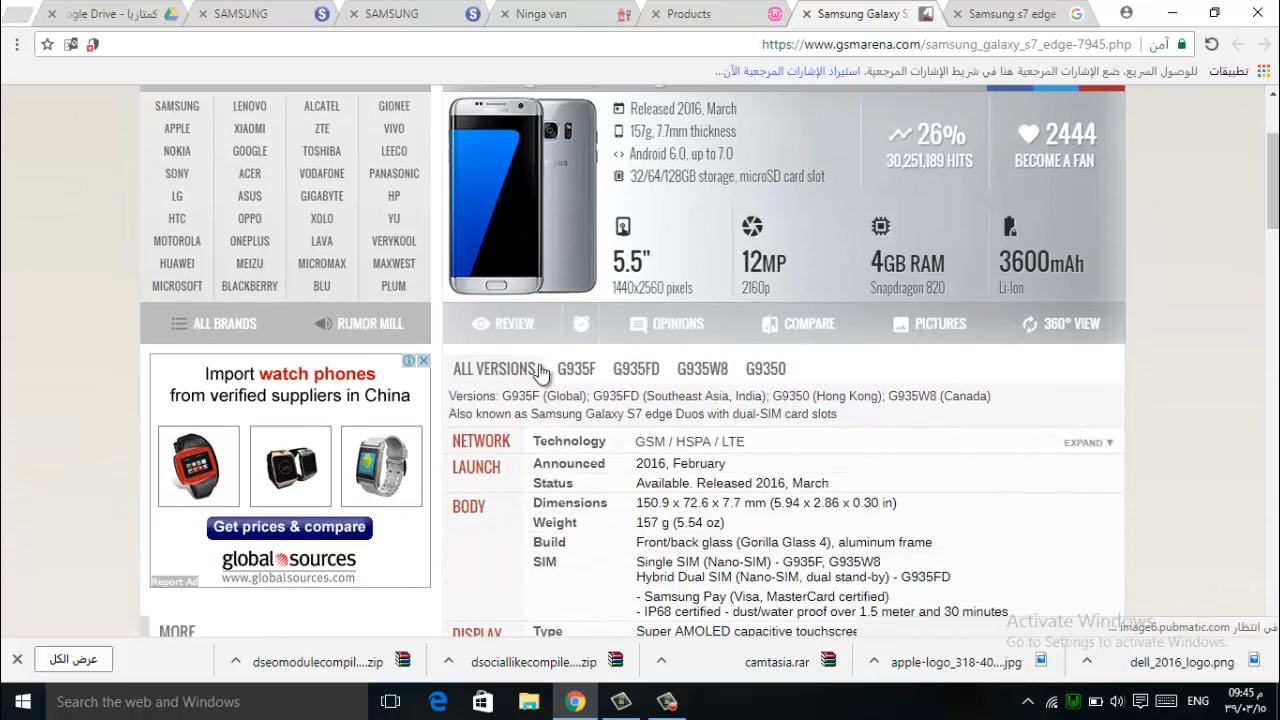 كمتازيا - ogle Drive
SAMSUNG
SAMSUNG
Ninga van
Products
Samsung Galaxy S
Samsung s7 edge
https://www.gsmarena.com/samsung_galaxy_s7_edge-7945.php
آمن
تطبيقات
للوصول السريع، ضع الإشارات المرجعية هنا في شريط الإشارات المرجعية. استيراد الإشارات المرجعية الآن...
SAMSUNG LENOVO ALCATEL GIONEE
APPLE XIAOMI ZTE VIVO
NOKIA GOOGLE TOSHIBA LEECO
SONY ACER VODAFONE PANASONIC
LG ASUS GIGABYTE HP
HTC OPPO XOLO YU
MOTOROLA ONEPLUS LAVA VERYKOOL
HUAWEI MEIZU MICROMAX MAXWEST
MICROSOFT BLACKBERRY BLU PLUM
ALL BRANDS RUMOR MILL
Released 2016, March
157g, 7.7mm thickness
Android 6.0, up to 7.0
32/64/128GB storage, microSD card slot
26%
30,251,189 HITS
2444
BECOME A FAN
5.5"
1440x2560 pixels
12MP
2160p
4GB RAM
Snapdragon 820
3600mAh
Li-Ion
SAMSUNG
REVIEW OPINIONS COMPARE PICTURES 360° VIEW
ALL VERSIONS G935F G935FD G935W8 G9350
Versions: G935F (Global); G935FD (Southeast Asia, India); G9350 (Hong Kong); G935W8 (Canada)
Also known as Samsung Galaxy S7 edge Duos with dual-SIM card slots
NETWORK Technology GSM / HSPA / LTE EXPAND ▼
LAUNCH Announced 2016, February
Status Available. Released 2016, March
BODY Dimensions 150.9 x 72.6 x 7.7 mm (5.94 x 2.86 x 0.30 in)
Weight 157 g (5.54 oz)
Build Front/back glass (Gorilla Glass 4), aluminum frame
SIM Single SIM (Nano-SIM) - G935F, G935W8
Hybrid Dual SIM (Nano-SIM, dual stand-by) - G935FD
- Samsung Pay (Visa, MasterCard certified)
- IP68 certified - dust/water proof over 1.5 meter and 30 minutes
DISPLAY Type Super AMOLED capacitive touchscree
Import watch phones
from verified suppliers in China
Get prices & compare
global sources
www.globalsources.com
Report Ad
MORE
Activate Windows
Go to Settings to activate Windows.
في انتظار image6.pubmatic.com ...
عرض الكل
dseomodulecompil....zip
dsociallikecompile....zip
camtasia.rar
apple-logo_318-40....jpg
dell_2016_logo.png
Search the web and Windows
ENG
09:45 م
٣٩/٠٣/١٥